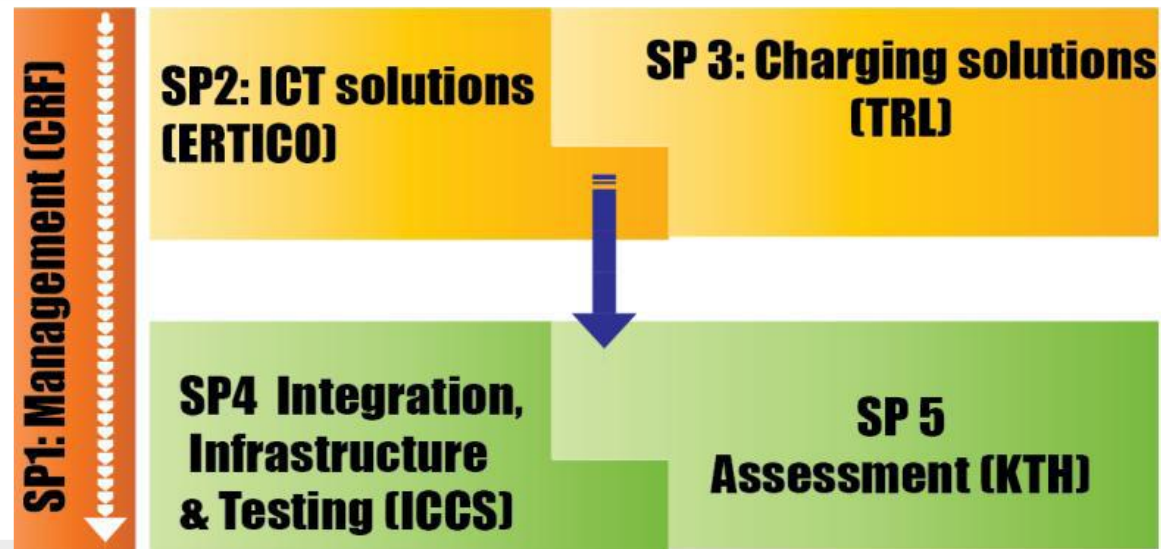 SP1: Management (CRF)
SP2: ICT solutions
(ERTICO)
SP 3: Charging solutions
(TRL)
SP4 Integration,
Infrastructure
& Testing (ICCS)
SP 5
Assessment (KTH)